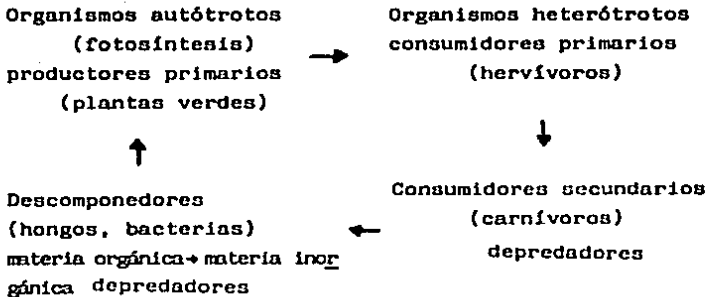 Organismos autótrotos
(fotosíntesis)
productores primarios
(plantas verdes)
Organismos heterótrotos
consumidores primarios
(hervívoros)
Consumidores secundarios
(carnívoros)
depredadores
Descomponedores
(hongos, bacterias)
materia orgánica→ materia inor
gánica depredadores